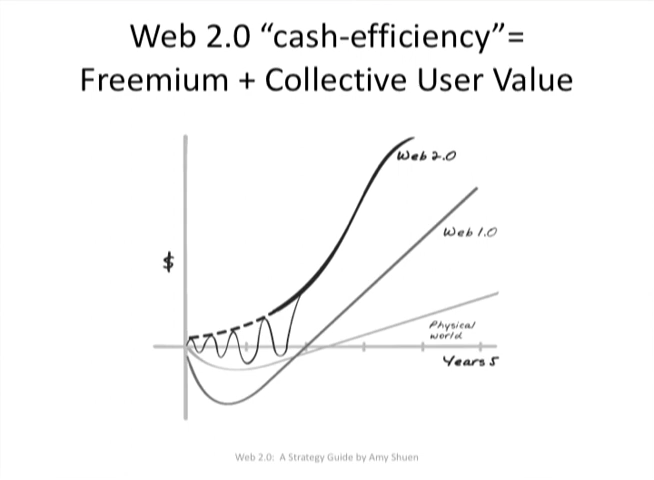 Web 2.0 “cash-efficiency”=
Freemium + Collective User Value
Web 2.0
Web 1.0
$
Physical
world
Years 5
Web 2.0:  A Strategy Guide by Amy Shuen